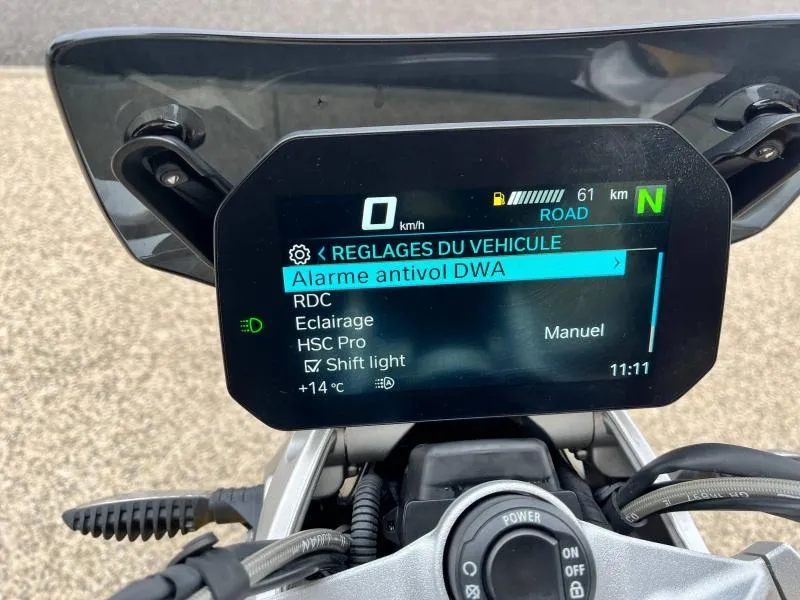 0 km/h
61 km N
ROAD
< REGLAGES DU VEHICULE
Alarme antivol DWA >
RDC
Eclairage
HSC Pro Manuel
Shift light
+14 °C A 11:11
POWER
ON
OFF